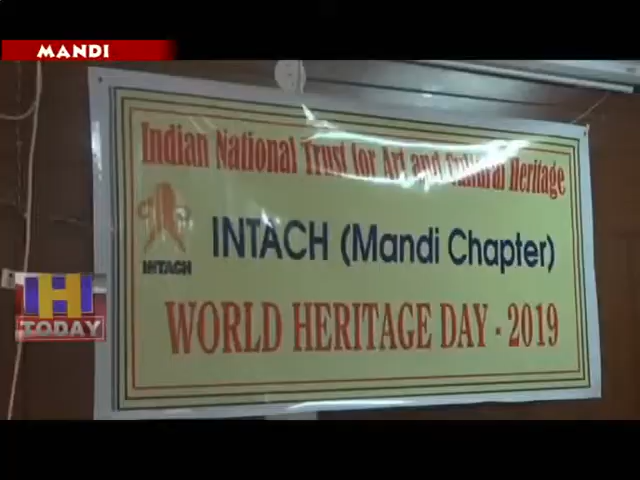 MANDI
Indian National Trust for Art and Cultural Heritage
INTACH
INTACH (Mandi Chapter)
WORLD HERITAGE DAY - 2019
H
TODAY